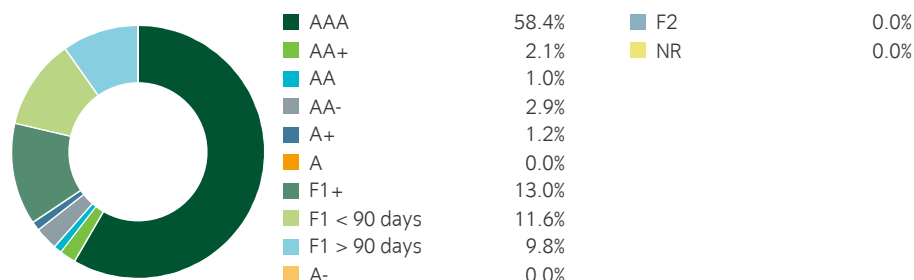 AAA 58.4%
AA+ 2.1%
AA 1.0%
AA- 2.9%
A+ 1.2%
A 0.0%
F1+ 13.0%
F1 < 90 days 11.6%
F1 > 90 days 9.8%
A- 0.0%
F2 0.0%
NR 0.0%